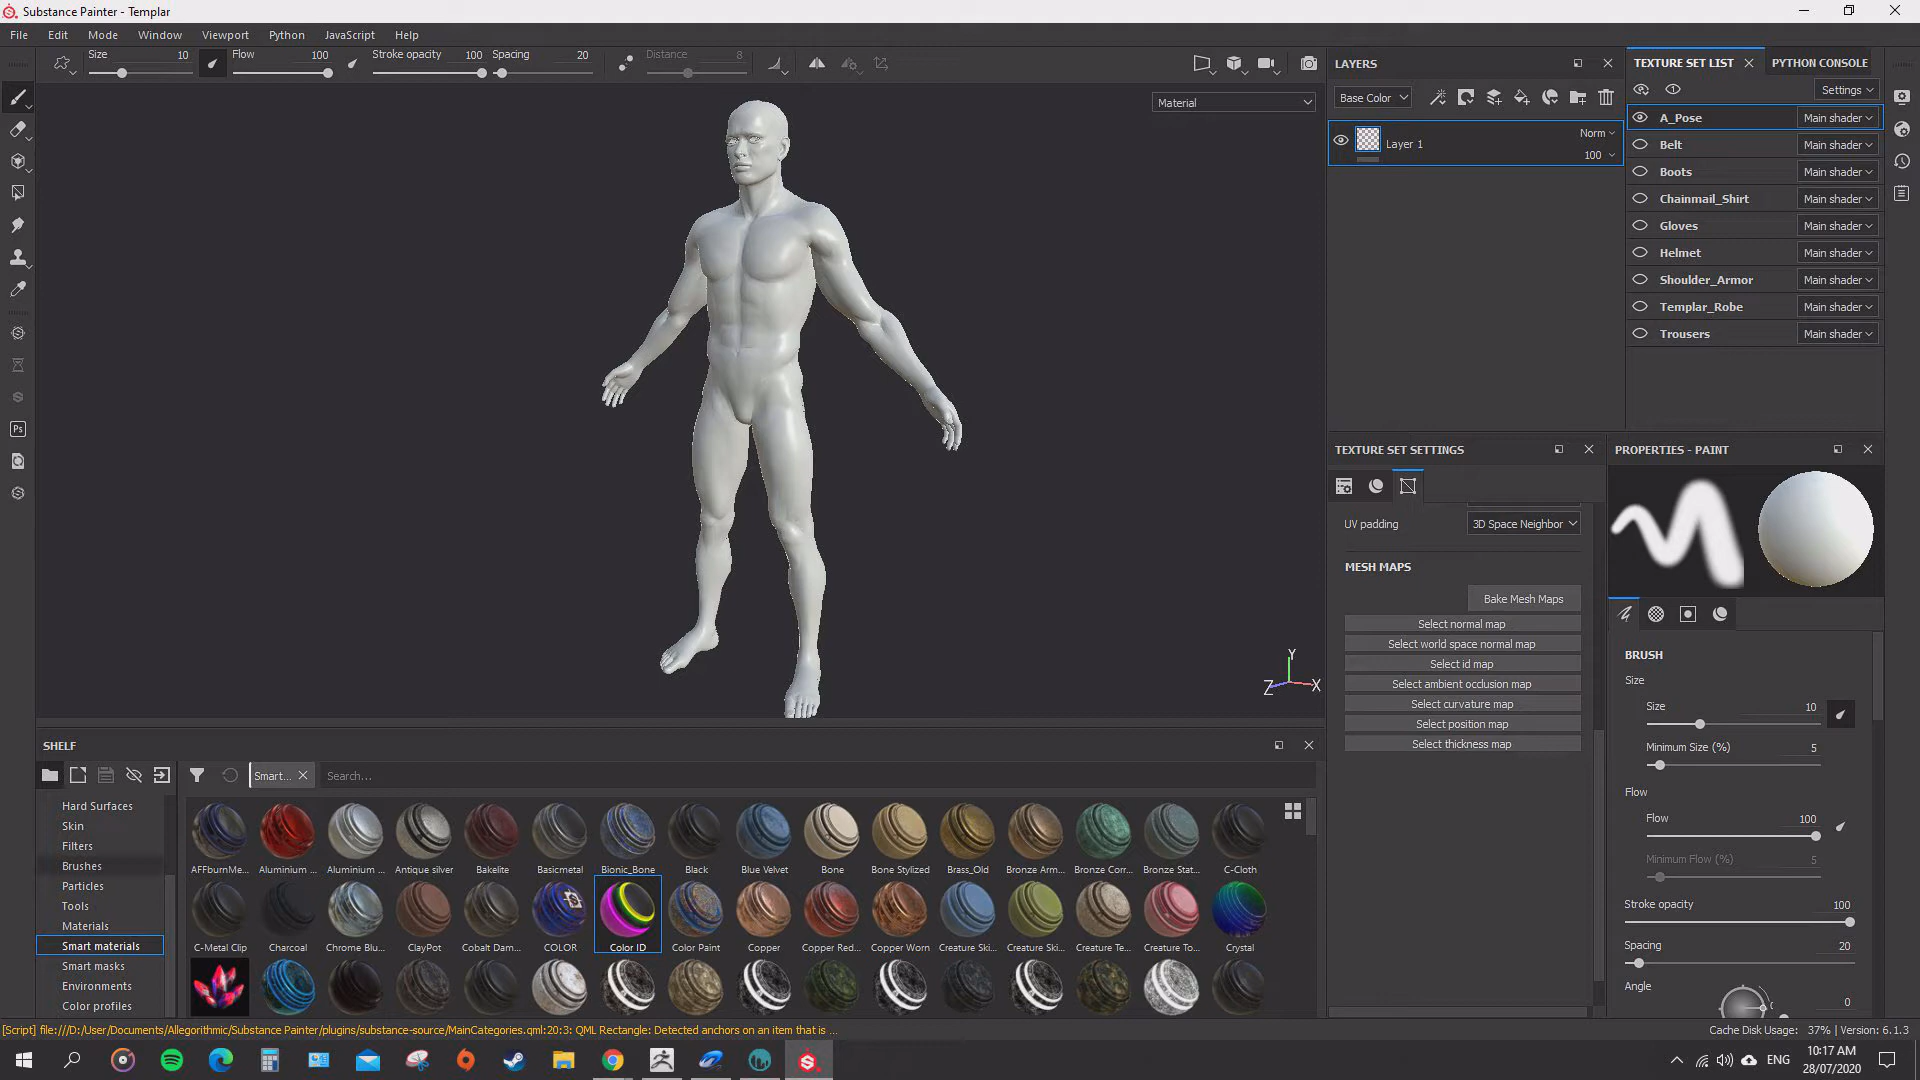 Substance Painter - Templar
File Edit Mode Window Viewport Python JavaScript Help
Size 10 Flow 100 Stroke opacity 100 Spacing 20 Distance 8
Material
LAYERS
Base Color
Layer 1
Norm
100
TEXTURE SET LIST PYTHON CONSOLE
Settings
A_Pose Main shader
Belt Main shader
Boots Main shader
Chainmail_Shirt Main shader
Gloves Main shader
Helmet Main shader
Shoulder_Armor Main shader
Templar_Robe Main shader
Trousers Main shader
TEXTURE SET SETTINGS
UV padding 3D Space Neighbor
MESH MAPS
Bake Mesh Maps
Select normal map
Select world space normal map
Select id map
Select ambient occlusion map
Select curvature map
Select position map
Select thickness map
PROPERTIES - PAINT
BRUSH
Size
Size 10
Minimum Size (%) 5
Flow
Flow 100
Minimum Flow (%) 5
Stroke opacity 100
Spacing 20
Angle 0
Y
Z X
Ps
SHELF
Smart... Search...
Hard Surfaces
Skin
Filters
Brushes
Particles
Tools
Materials
Smart materials
Smart masks
Environments
Color profiles
AFFburnMe... Aluminium ... Aluminium ... Antique silver Bakelite Basicmetal Bionic_Bone Black Blue Velvet Bone Bone Stylized Brass_Old Bronze Arm... Bronze Corr... Bronze Stat... C-Cloth
C-Metal Clip Charcoal Chrome Blu... ClayPot Cobalt Dam... COLOR Color ID Color Paint Copper Copper Red... Copper Worn Creature Ski... Creature Ski... Creature Te... Creature To... Crystal
[Script] file:///D:/User/Documents/Allegorithmic/Substance Painter/plugins/substance-source/MainCategories.qml:20:3: QML Rectangle: Detected anchors on an item that is ...
Cache Disk Usage: 37% | Version: 6.1.3
ENG
10:17 AM
28/07/2020